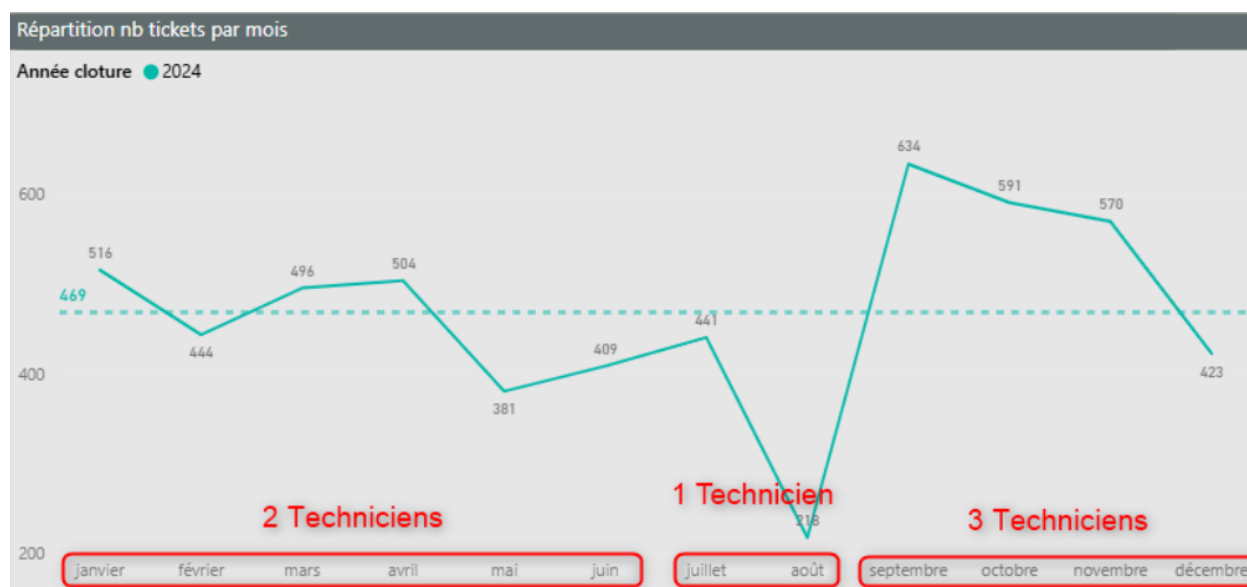 Répartition nb tickets par mois
Année cloture 2024
634
600
591
570
516
504
496
469
444
441
409
400
423
381
1 Technicien
218
2 Techniciens
3 Techniciens
200
janvier février mars avril mai juin juillet août septembre octobre novembre décembre